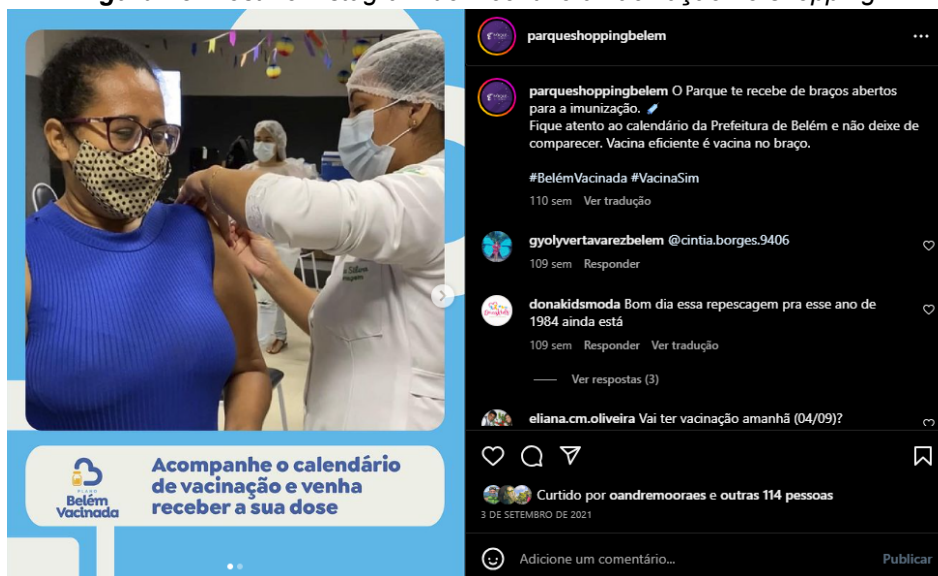 parqueshoppingbelem
parqueshoppingbelem O Parque te recebe de braços abertos
para a imunização.
Fique atento ao calendário da Prefeitura de Belém e não deixe de
comparecer. Vacina eficiente é vacina no braço.
#BelémVacinada #VacinaSim
110 sem Ver tradução
gyolyvertavarezbelem @cintia.borges.9406
109 sem Responder
donakidsmoda Bom dia essa repescagem pra esse ano de
1984 ainda está
109 sem Responder Ver tradução
Ver respostas (3)
eliana.cm.oliveira Vai ter vacinação amanhã (04/09)?
Curtido por oandremooraes e outras 114 pessoas
3 DE SETEMBRO DE 2021
Adicione um comentário... Publicar
PLANO
Belém
Vacinada
Acompanhe o calendário
de vacinação e venha
receber a sua dose